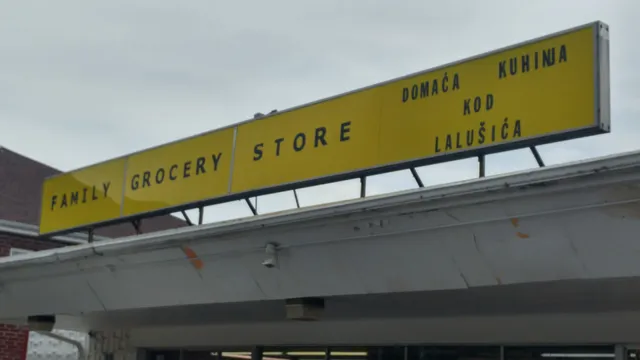 FAMILY GROCERY STORE
DOMAĆA KUHINJA
KOD
LALUŠIĆA